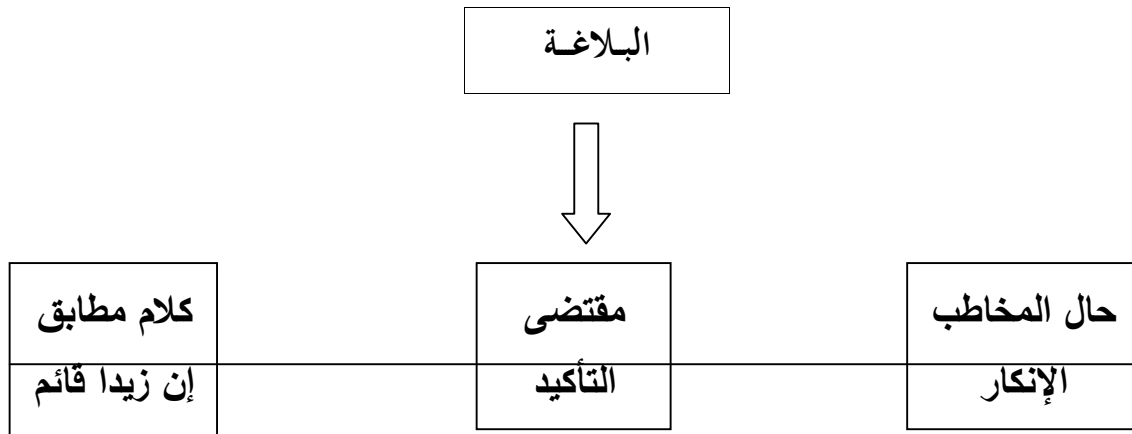 البلاغة
حال المخاطب
الإنكار
مقتضى
التأكيد
كلام مطابق
إن زيدا قائم